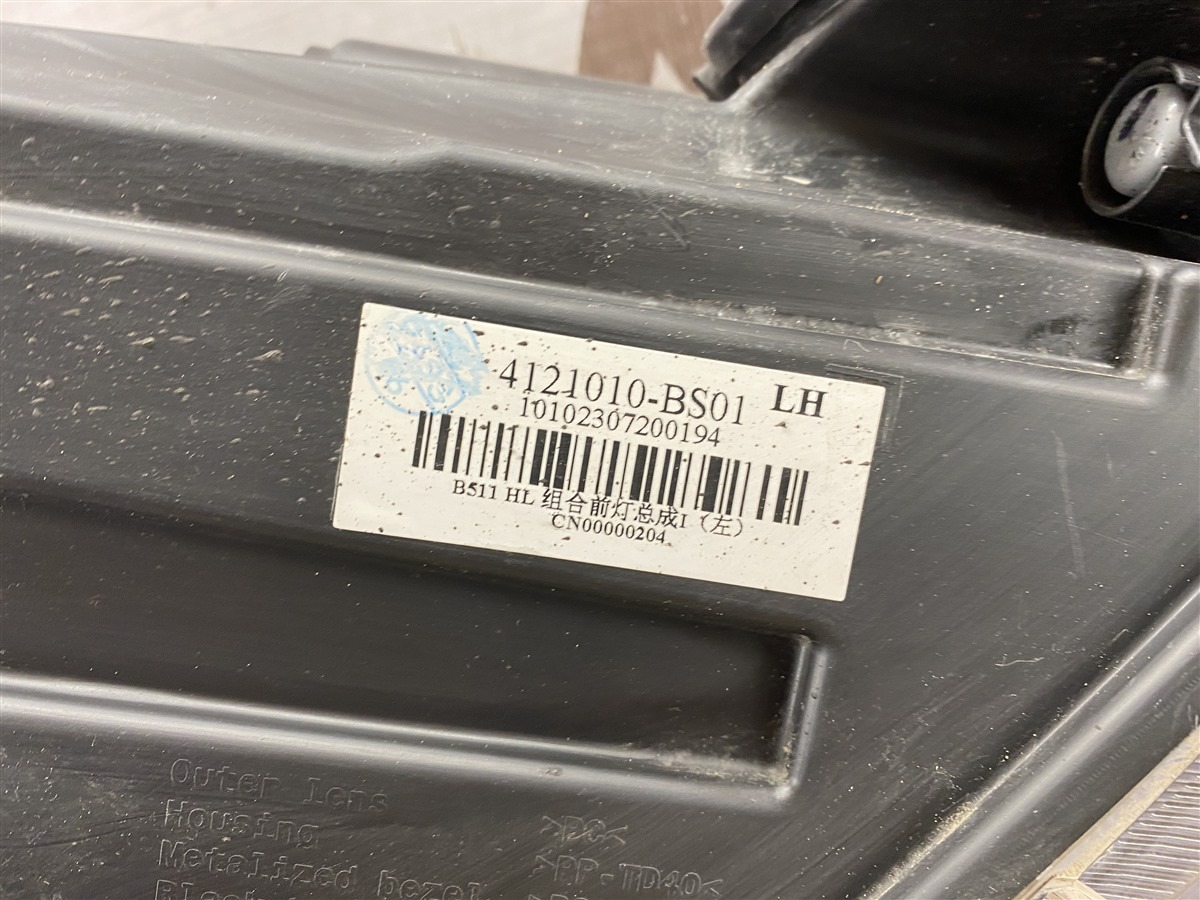 4121010-BS01 LH
10102307200194
B511 HL 组合前灯总成I（左）
CN00000204
Outer lens >PC<
Housing >PP-TD40<
Metalized bezel